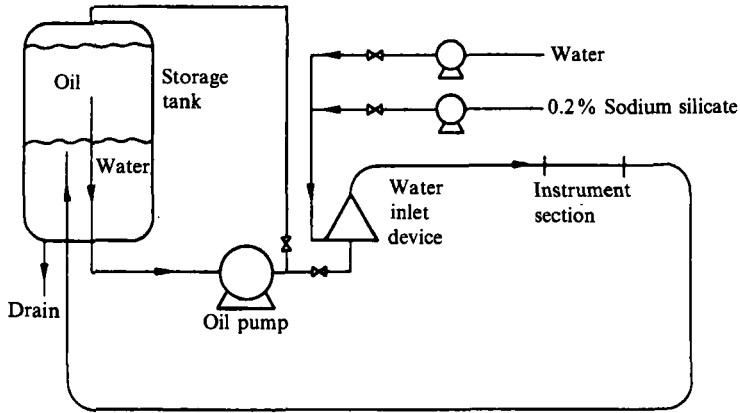 Oil
Storage
tank
Water
Drain
Oil pump
Water
0.2% Sodium silicate
Water
inlet
device
Instrument
section